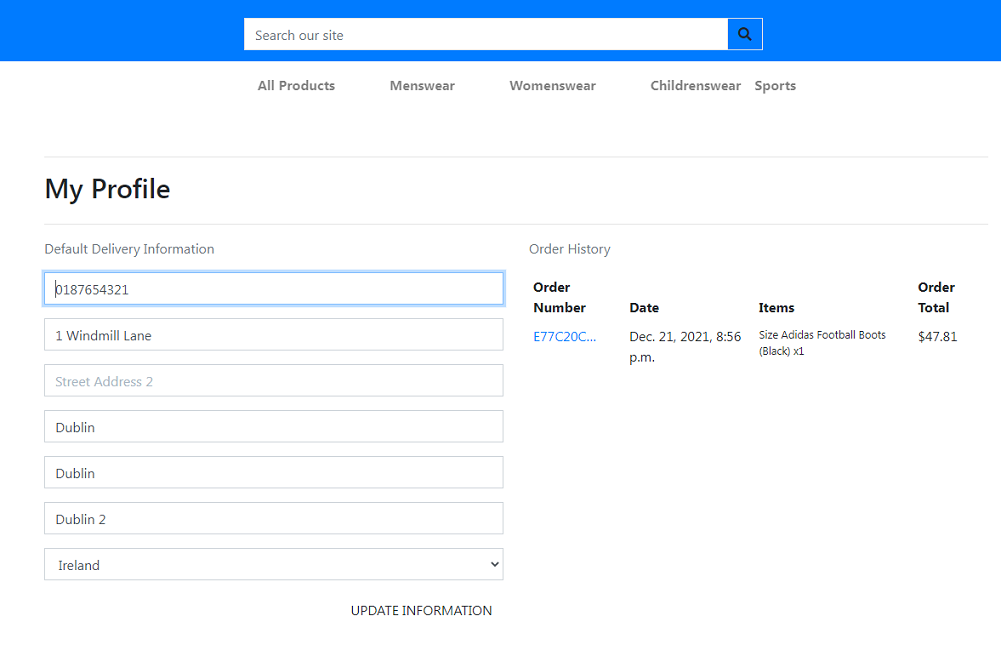 Search our site
All Products Menswear Womenswear Childrenswear Sports
My Profile
Default Delivery Information
0187654321
1 Windmill Lane
Street Address 2
Dublin
Dublin
Dublin 2
Ireland
UPDATE INFORMATION
Order History
Order Number Date Items Order Total
E77C20C... Dec. 21, 2021, 8:56 p.m. Size Adidas Football Boots (Black) x1 $47.81